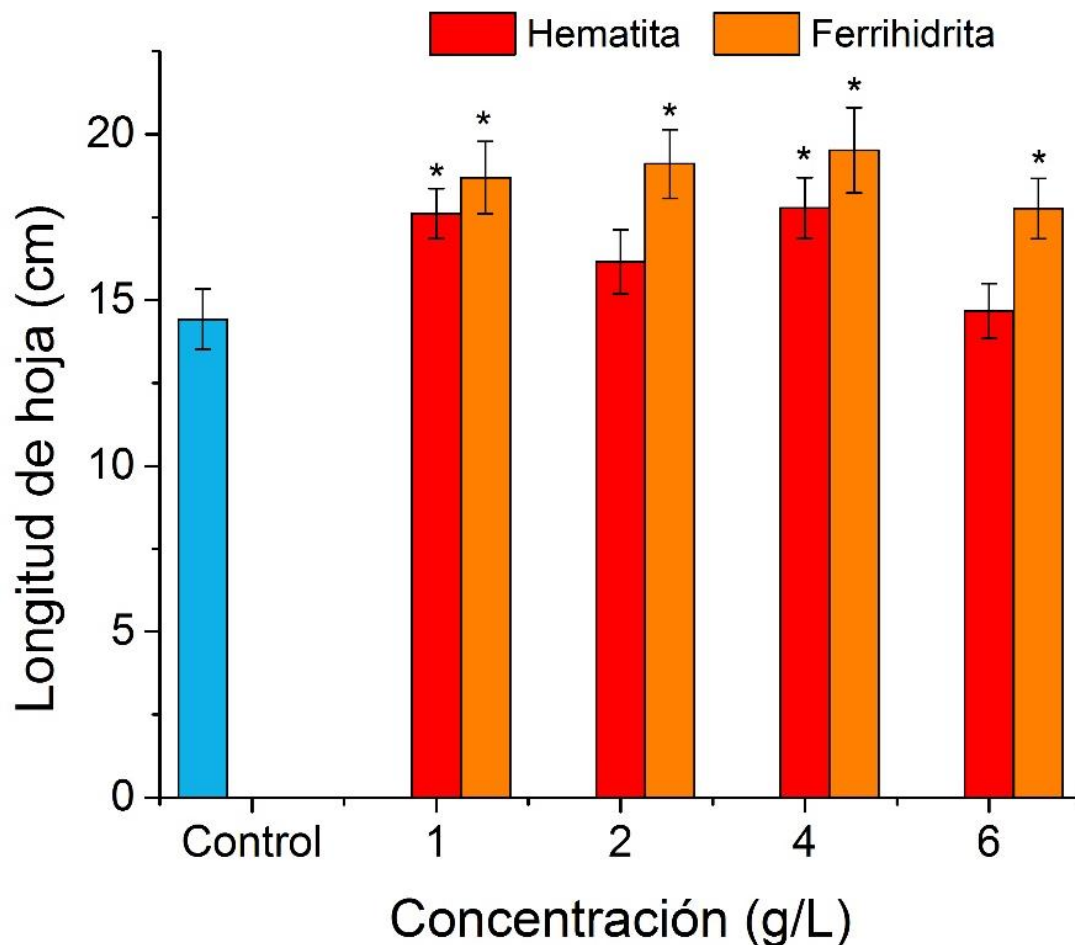 Hematita Ferrihidrita
Longitud de hoja (cm)
20
15
10
5
0
* * * * * *
Control 1 2 4 6
Concentración (g/L)